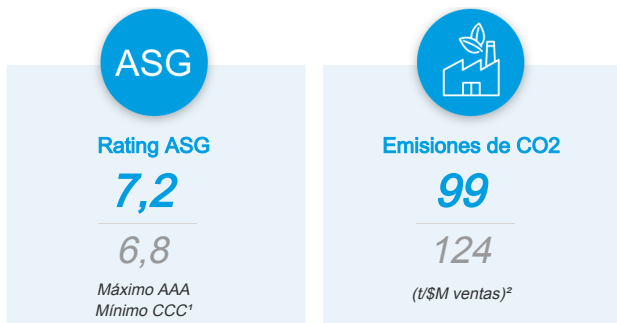 ASG
Rating ASG
7,2
6,8
Máximo AAA
Mínimo CCC¹
Emisiones de CO2
99
124
(t/$M ventas)²